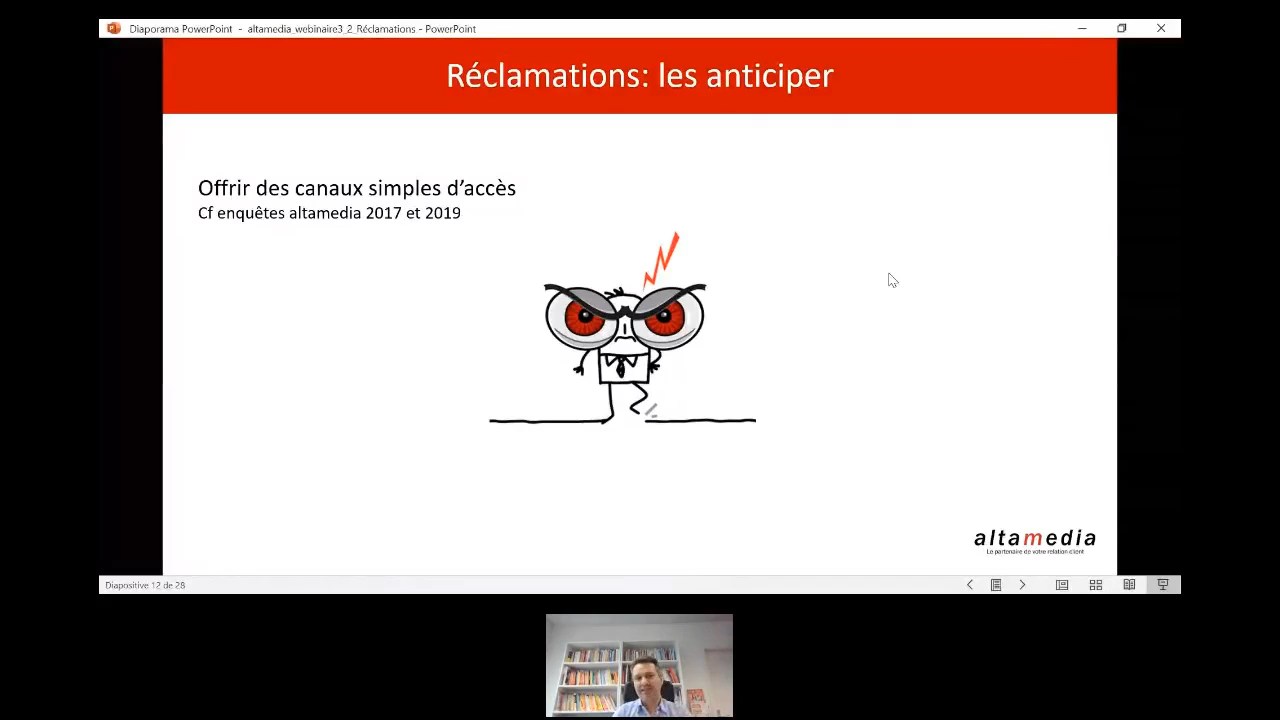 Diaporama PowerPoint - altamedia_webinaire3_2_Réclamations - PowerPoint
Réclamations: les anticiper
Offrir des canaux simples d’accès
Cf enquêtes altamedia 2017 et 2019
altamedia
Le partenaire de votre relation client
Diapositive 12 de 28